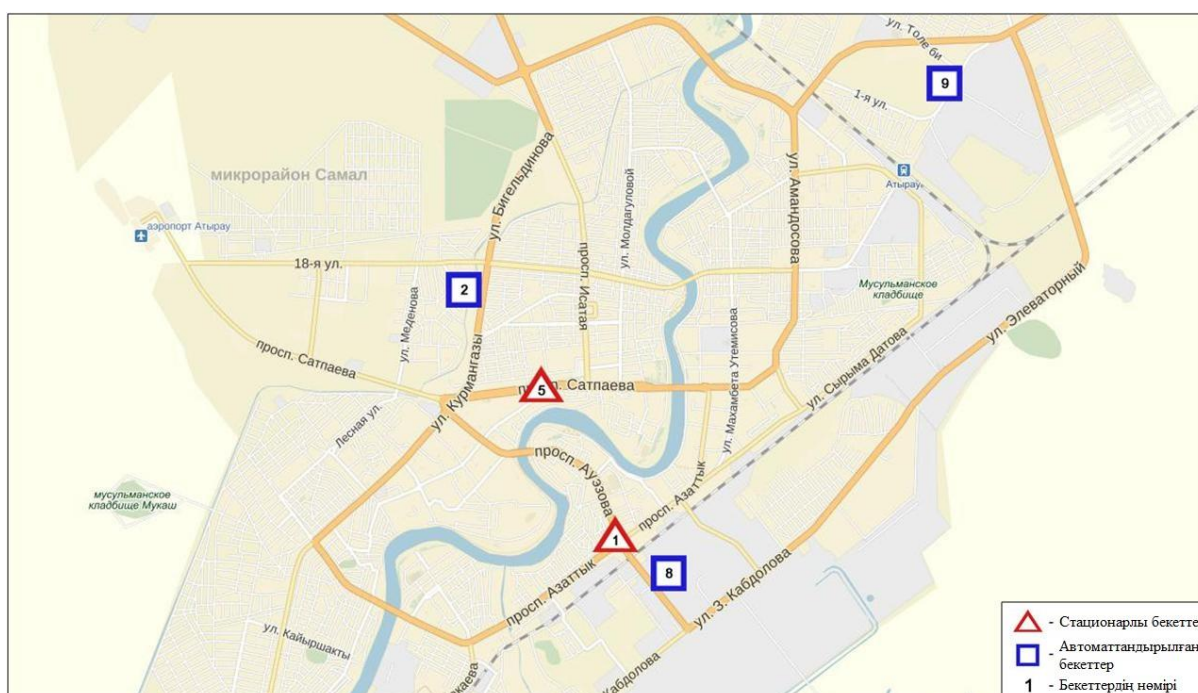 ул. Толе би
9
1-я ул.
ул. Бигельдинова
ул. Молдагуловой
ул. Амандосова
микрорайон Самал
Атырау
аэропорт Атырау
18-я ул.
просп. Исатая
Мусульманское
кладбище
2
ул. Меденова
ул. Махамбета Утемисова
ул. Элеваторный
просп. Сатпаева
ул. Сырыма Датова
ул. Курмангазы
5
п Сатпаева
Лесная ул.
просп. Ауэзова
просп. Азаттык
мусульманское
кладбище Мукаш
1
8
просп. Азаттык
ул. З. Кабдолова
ул. Кайыршакты
Кабдолова
- Стационарлы бекетте
- Автоматтандырылған
бекеттер
1 - Бекеттердің нөмірі